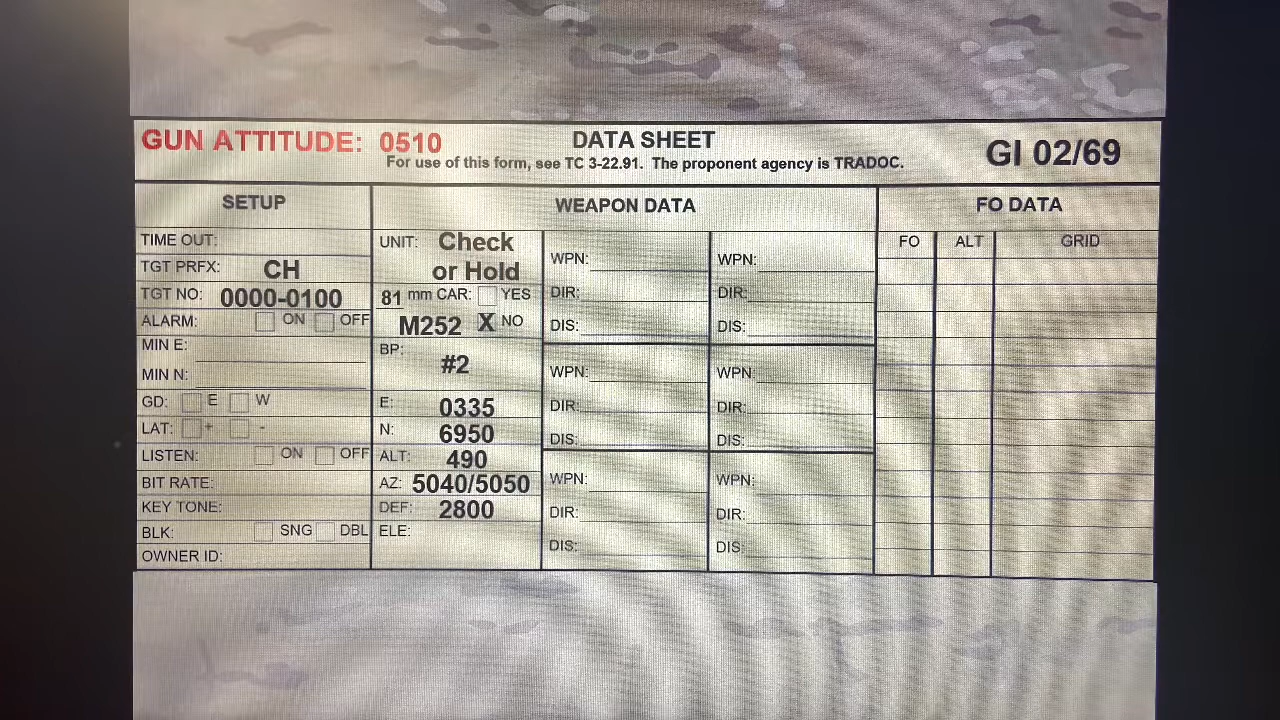 GUN ATTITUDE: 0510
DATA SHEET
For use of this form, see TC 3-22.91. The proponent agency is TRADOC.
GI 02/69
SETUP
TIME OUT:
TGT PRFX: CH
TGT NO: 0000-0100
ALARM: ON OFF
MIN E:
MIN N:
GD: E W
LAT: + -
LISTEN: ON OFF
BIT RATE:
KEY TONE:
BLK: SNG DBL
OWNER ID:
WEAPON DATA
UNIT: Check
or Hold
81 mm CAR: YES
M252 X NO
BP:
#2
E: 0335
N: 6950
ALT: 490
AZ: 5040/5050
DEF: 2800
ELE:
WPN:
DIR:
DIS:
WPN:
DIR:
DIS:
WPN:
DIR:
DIS:
WPN:
DIR:
DIS:
WPN:
DIR:
DIS:
WPN:
DIR:
DIS:
FO DATA
FO ALT GRID